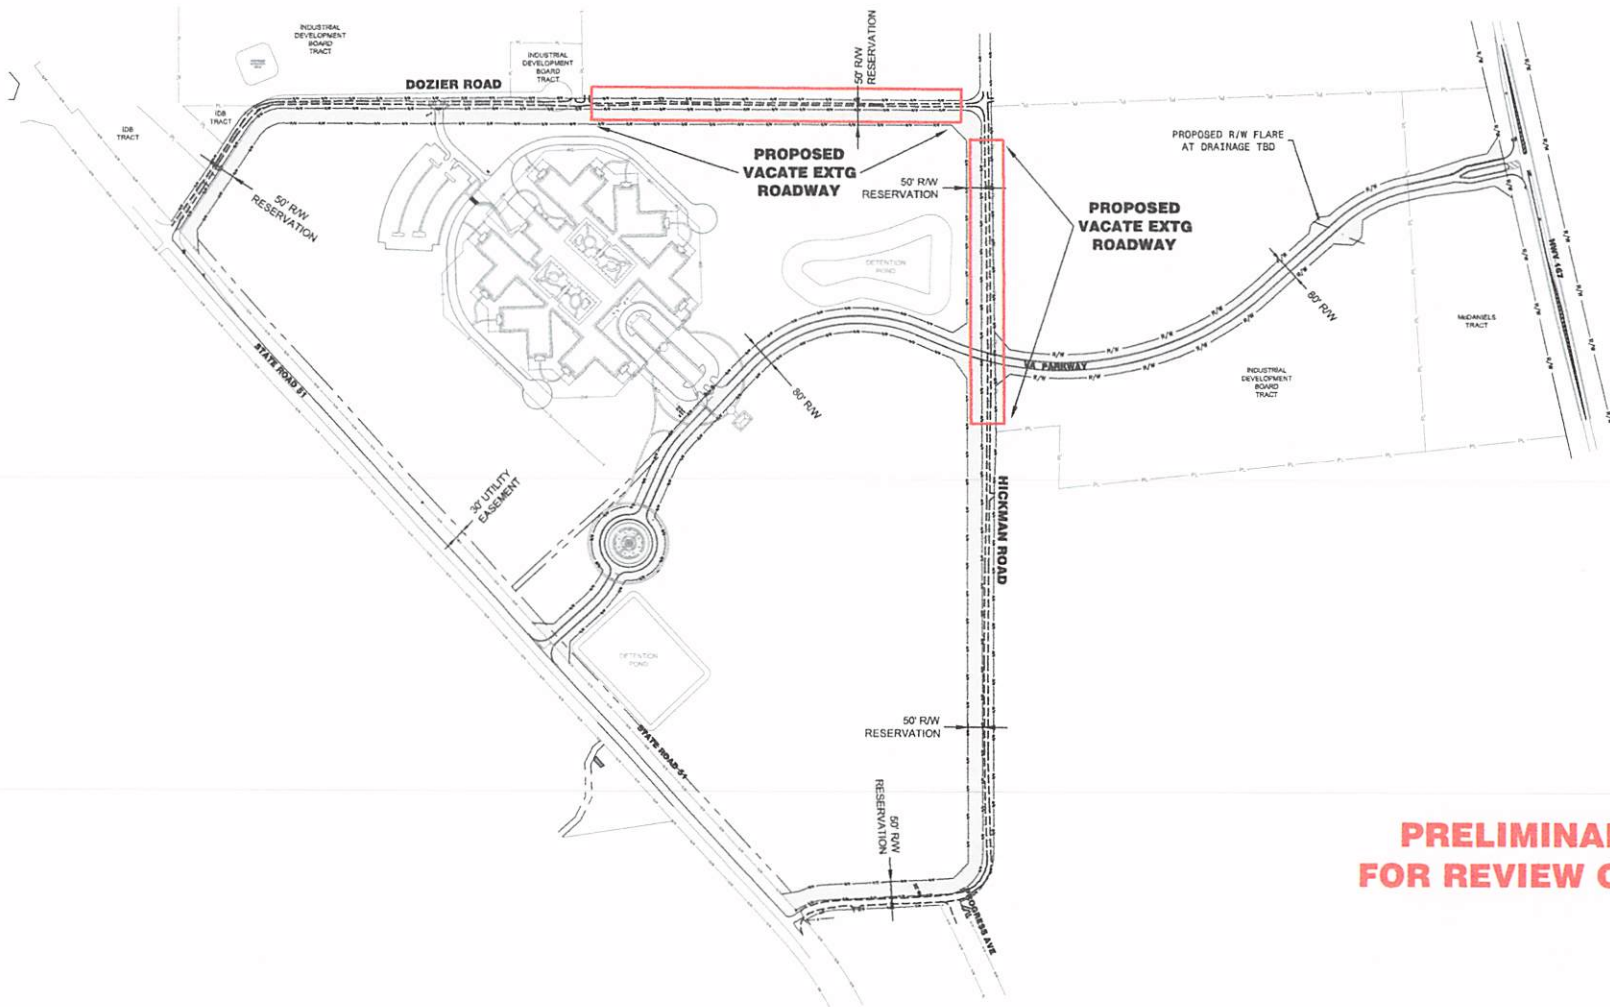 INDUSTRIAL
DEVELOPMENT
BOARD
TRACT
INDUSTRIAL
DEVELOPMENT
BOARD
TRACT
50' R/W
RESERVATION
DOZIER ROAD
IDB
TRACT
IDB
TRACT
50' R/W
RESERVATION
PROPOSED
VACATE EXTG
ROADWAY
50' R/W
RESERVATION
PROPOSED R/W FLARE
AT DRAINAGE TBD
PROPOSED
VACATE EXTG
ROADWAY
DETENTION
POND
HWY 167
80' R/W
McDANIELS
TRACT
STATE ROAD 51
VA PARKWAY
INDUSTRIAL
DEVELOPMENT
BOARD
TRACT
80' R/W
30' UTILITY
EASEMENT
HICKMAN ROAD
DETENTION
POND
STATE ROAD 51
50' R/W
RESERVATION
50' R/W
RESERVATION
OGRESS AVE
PRELIMINA
FOR REVIEW